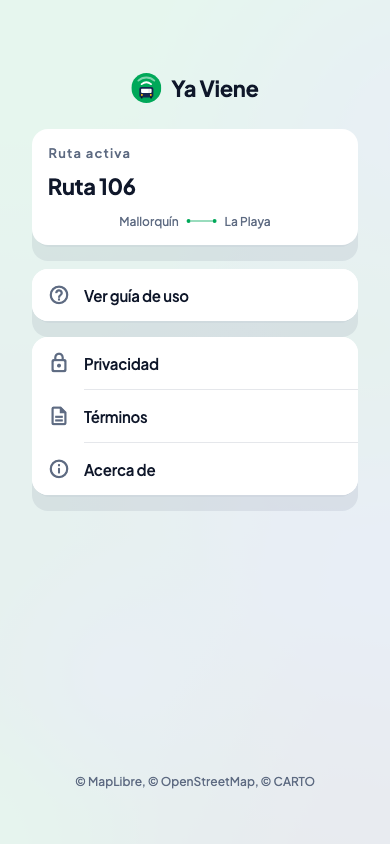 Ya Viene
Ruta activa
Ruta 106
Mallorquín La Playa
Ver guía de uso
Privacidad
Términos
Acerca de
© MapLibre, © OpenStreetMap, © CARTO